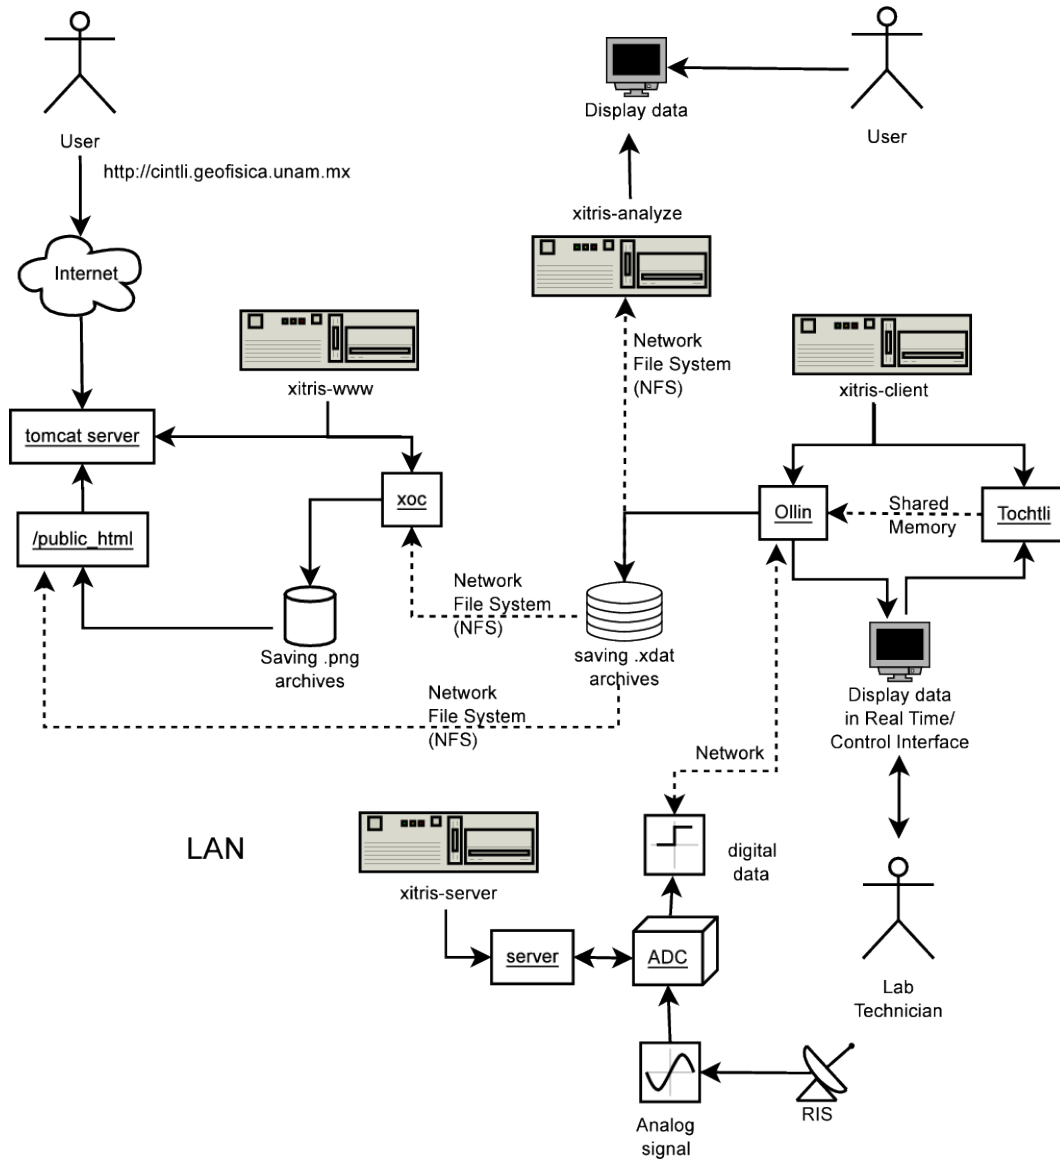 User
http://cintli.geofisica.unam.mx
Internet
tomcat server
/public_html
xitris-www
xoc
Saving .png
archives
Display data
User
xitris-analyze
Network
File System
(NFS)
xitris-client
Ollin
Shared
Memory
Tochtli
Network
File System
(NFS)
saving .xdat
archives
Network
File System
(NFS)
Display data
in Real Time/
Control Interface
Network
LAN
xitris-server
server
ADC
digital
data
Lab
Technician
Analog
signal
RIS